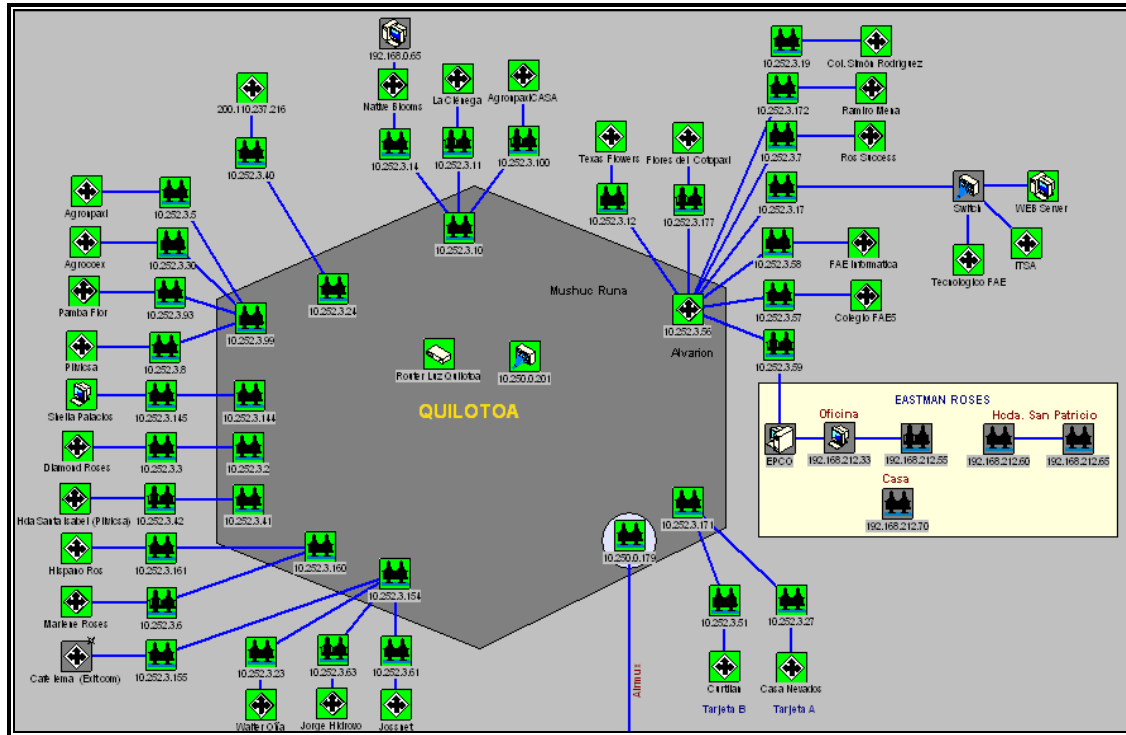 192.168.0.65
Native Blooms
La Cienega
AgronpaxiCASA
10.252.3.14
10.252.3.11
10.252.3.100
10.252.3.10
200.110.237.216
10.252.3.40
10.252.3.24
Agronpaxi
10.252.3.5
Agrocoex
10.252.3.30
Pamba Flor
10.252.3.93
10.252.3.99
Pilvicsa
10.252.3.8
Sheila Palacios
10.252.3.145
10.252.3.144
Diamond Roses
10.252.3.3
10.252.3.2
Hda Santa Isabel (Pilvicsa)
10.252.3.42
10.252.3.41
Hispano Ros
10.252.3.161
10.252.3.160
Marlene Roses
10.252.3.6
Cafe lema (Exitcom)
10.252.3.155
10.252.3.154
10.252.3.23
10.252.3.63
10.252.3.61
Walter Oña
Jorge Hidrovo
Jossnet
Router Luz Quilotoa
10.250.0.201
QUILOTOA
Mushuc Runa
Texas Flowers
Flores del Cotopaxi
10.252.3.12
10.252.3.177
10.252.3.56
Alvarion
10.252.3.19
Col. Simón Rodriguez
10.252.3.172
Ramiro Mena
10.252.3.7
Ros Success
10.252.3.17
Switch
WEB Server
Tecnologico FAE
ITSA
10.252.3.58
FAE Informatica
10.252.3.57
Colegio FAE5
10.252.3.59
EASTMAN ROSES
Oficina
Hcda. San Patricio
EPCO
192.168.212.33
192.168.212.55
192.168.212.60
192.168.212.65
Casa
192.168.212.70
10.252.3.171
10.250.0.179
Airmux
10.252.3.51
10.252.3.27
Curtilan
Casa Nevados
Tarjeta B
Tarjeta A